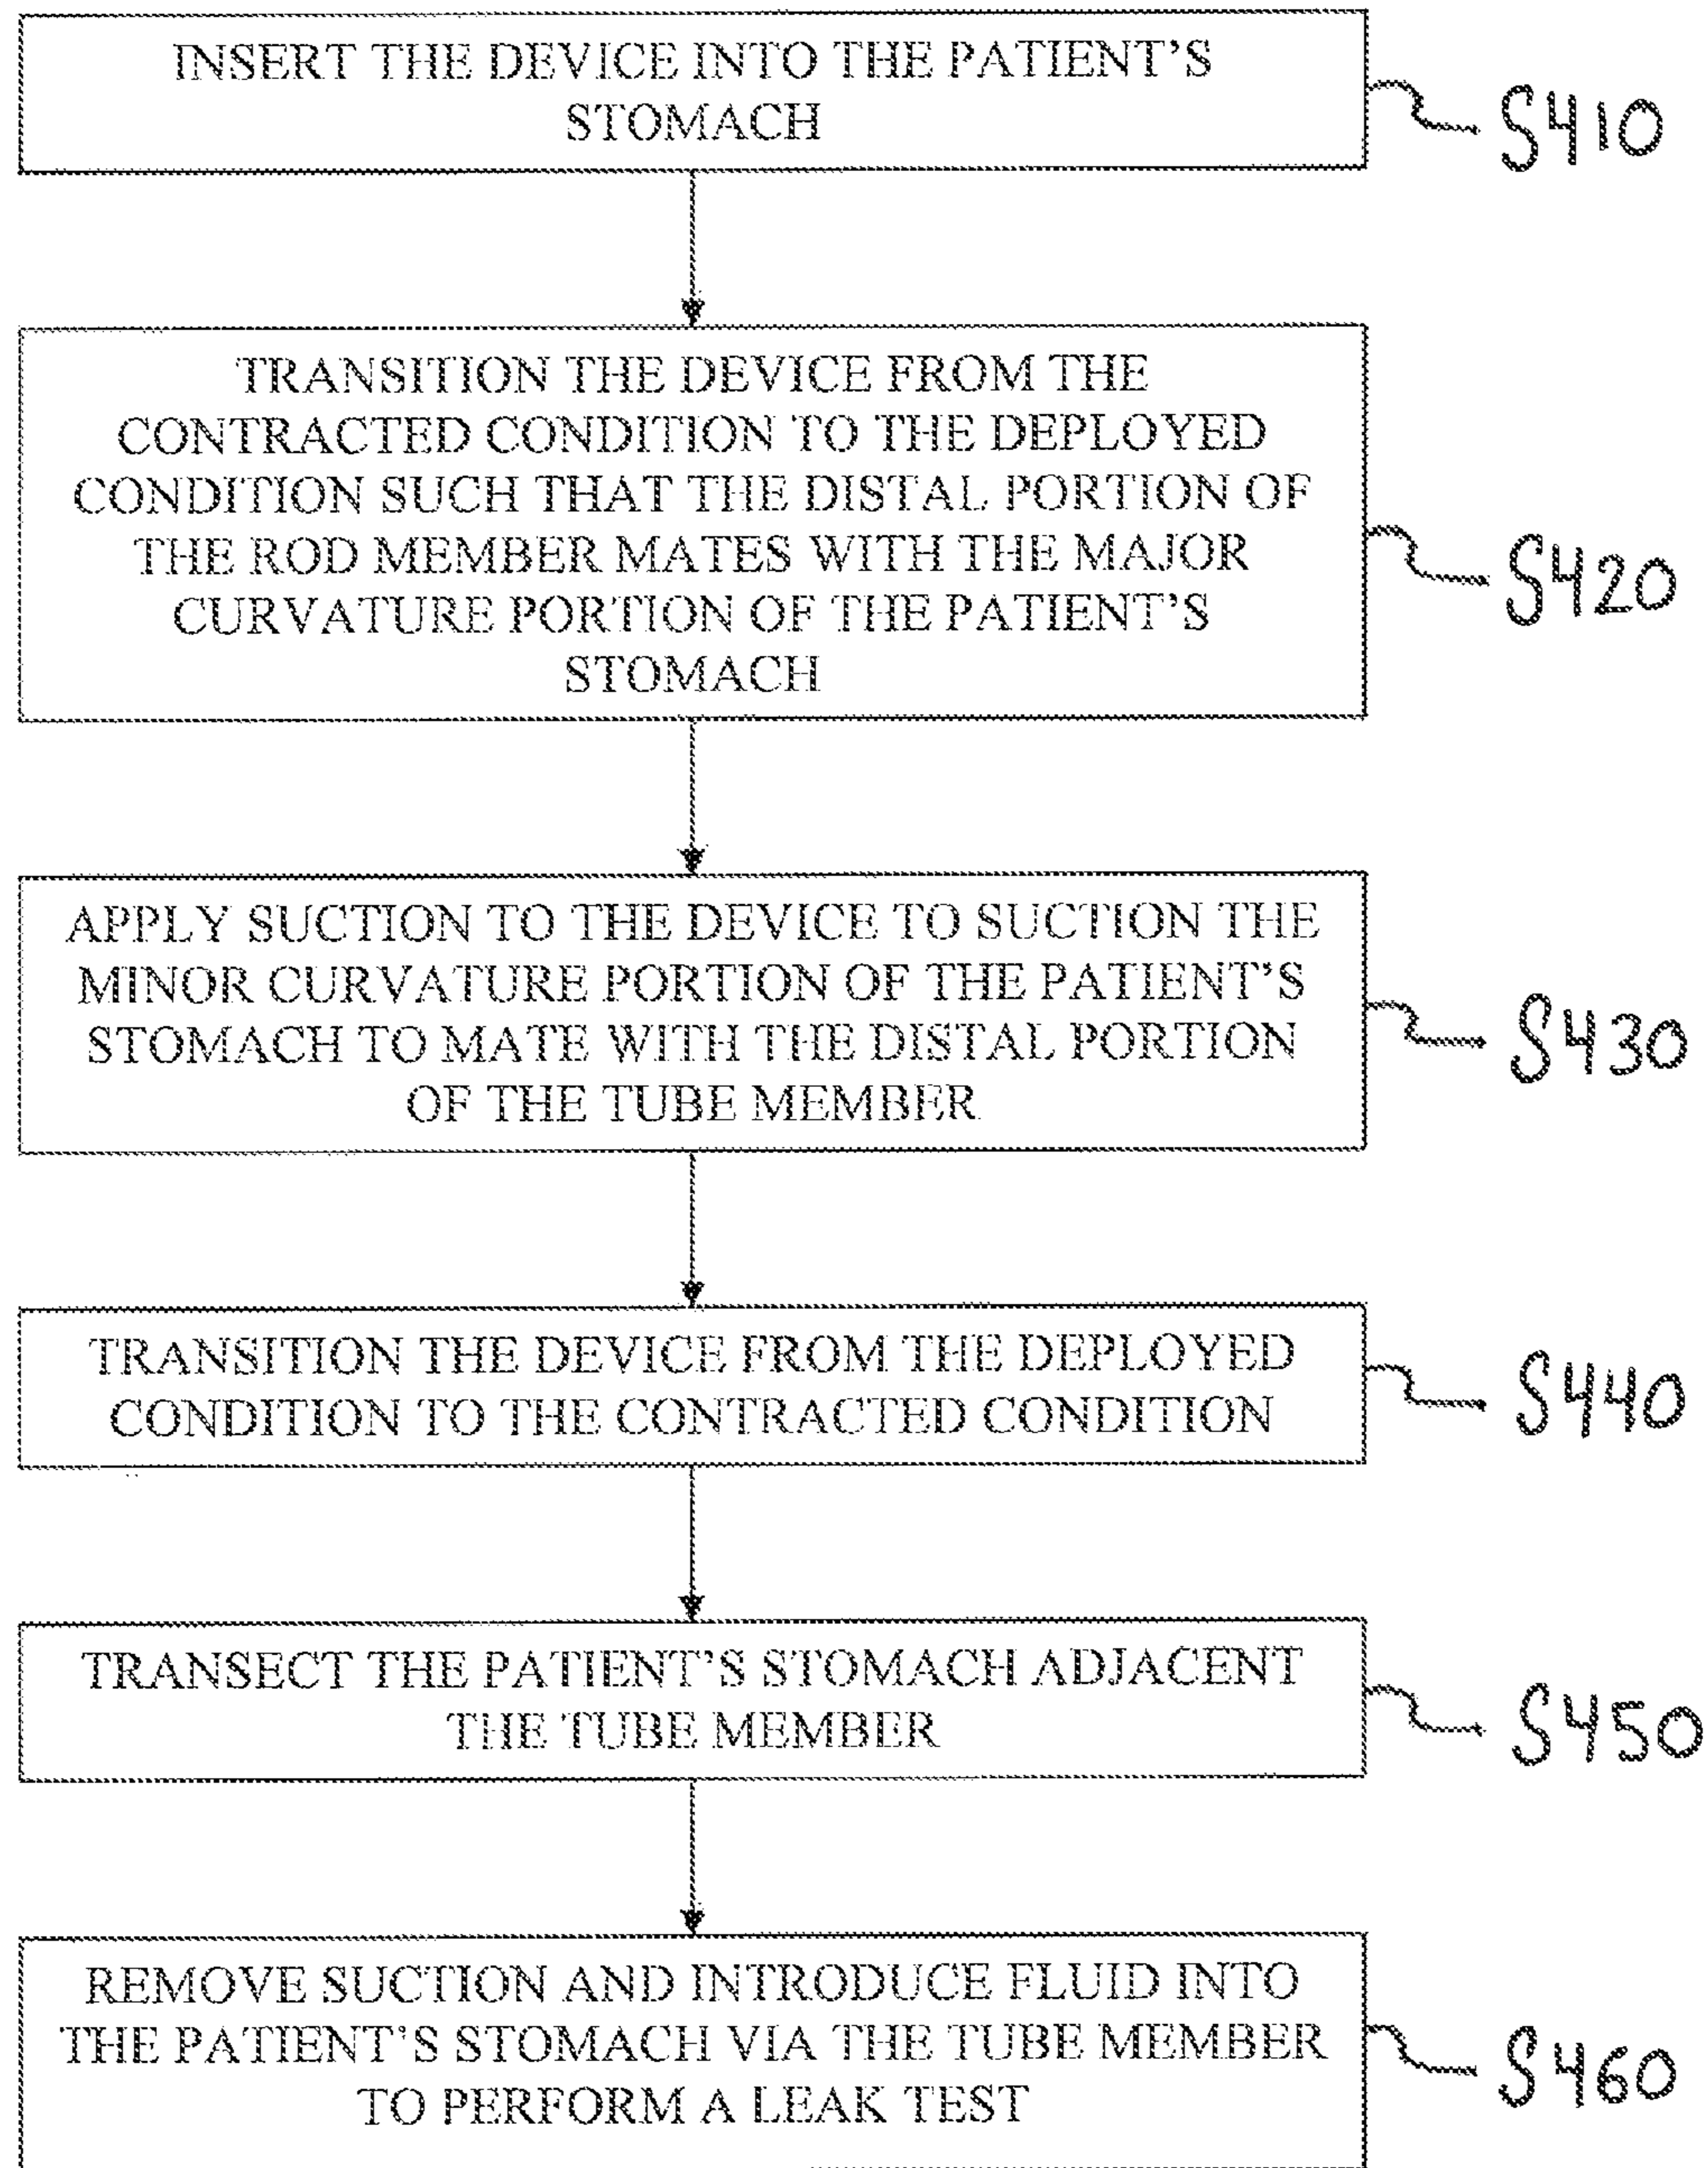 INSERT THE DEVICE INTO THE PATIENT'S
STOMACH
S410
TRANSITION THE DEVICE FROM THE
CONTRACTED CONDITION TO THE DEPLOYED
CONDITION SUCH THAT THE DISTAL PORTION OF
THE ROD MEMBER MATES WITH THE MAJOR
CURVATURE PORTION OF THE PATIENT'S
STOMACH
S420
APPLY SUCTION TO THE DEVICE TO SUCTION THE
MINOR CURVATURE PORTION OF THE PATIENT'S
STOMACH TO MATE WITH THE DISTAL PORTION
OF THE TUBE MEMBER
S430
TRANSITION THE DEVICE FROM THE DEPLOYED
CONDITION TO THE CONTRACTED CONDITION
S440
TRANSECT THE PATIENT'S STOMACH ADJACENT
THE TUBE MEMBER
S450
REMOVE SUCTION AND INTRODUCE FLUID INTO
THE PATIENT'S STOMACH VIA THE TUBE MEMBER
TO PERFORM A LEAK TEST
S460